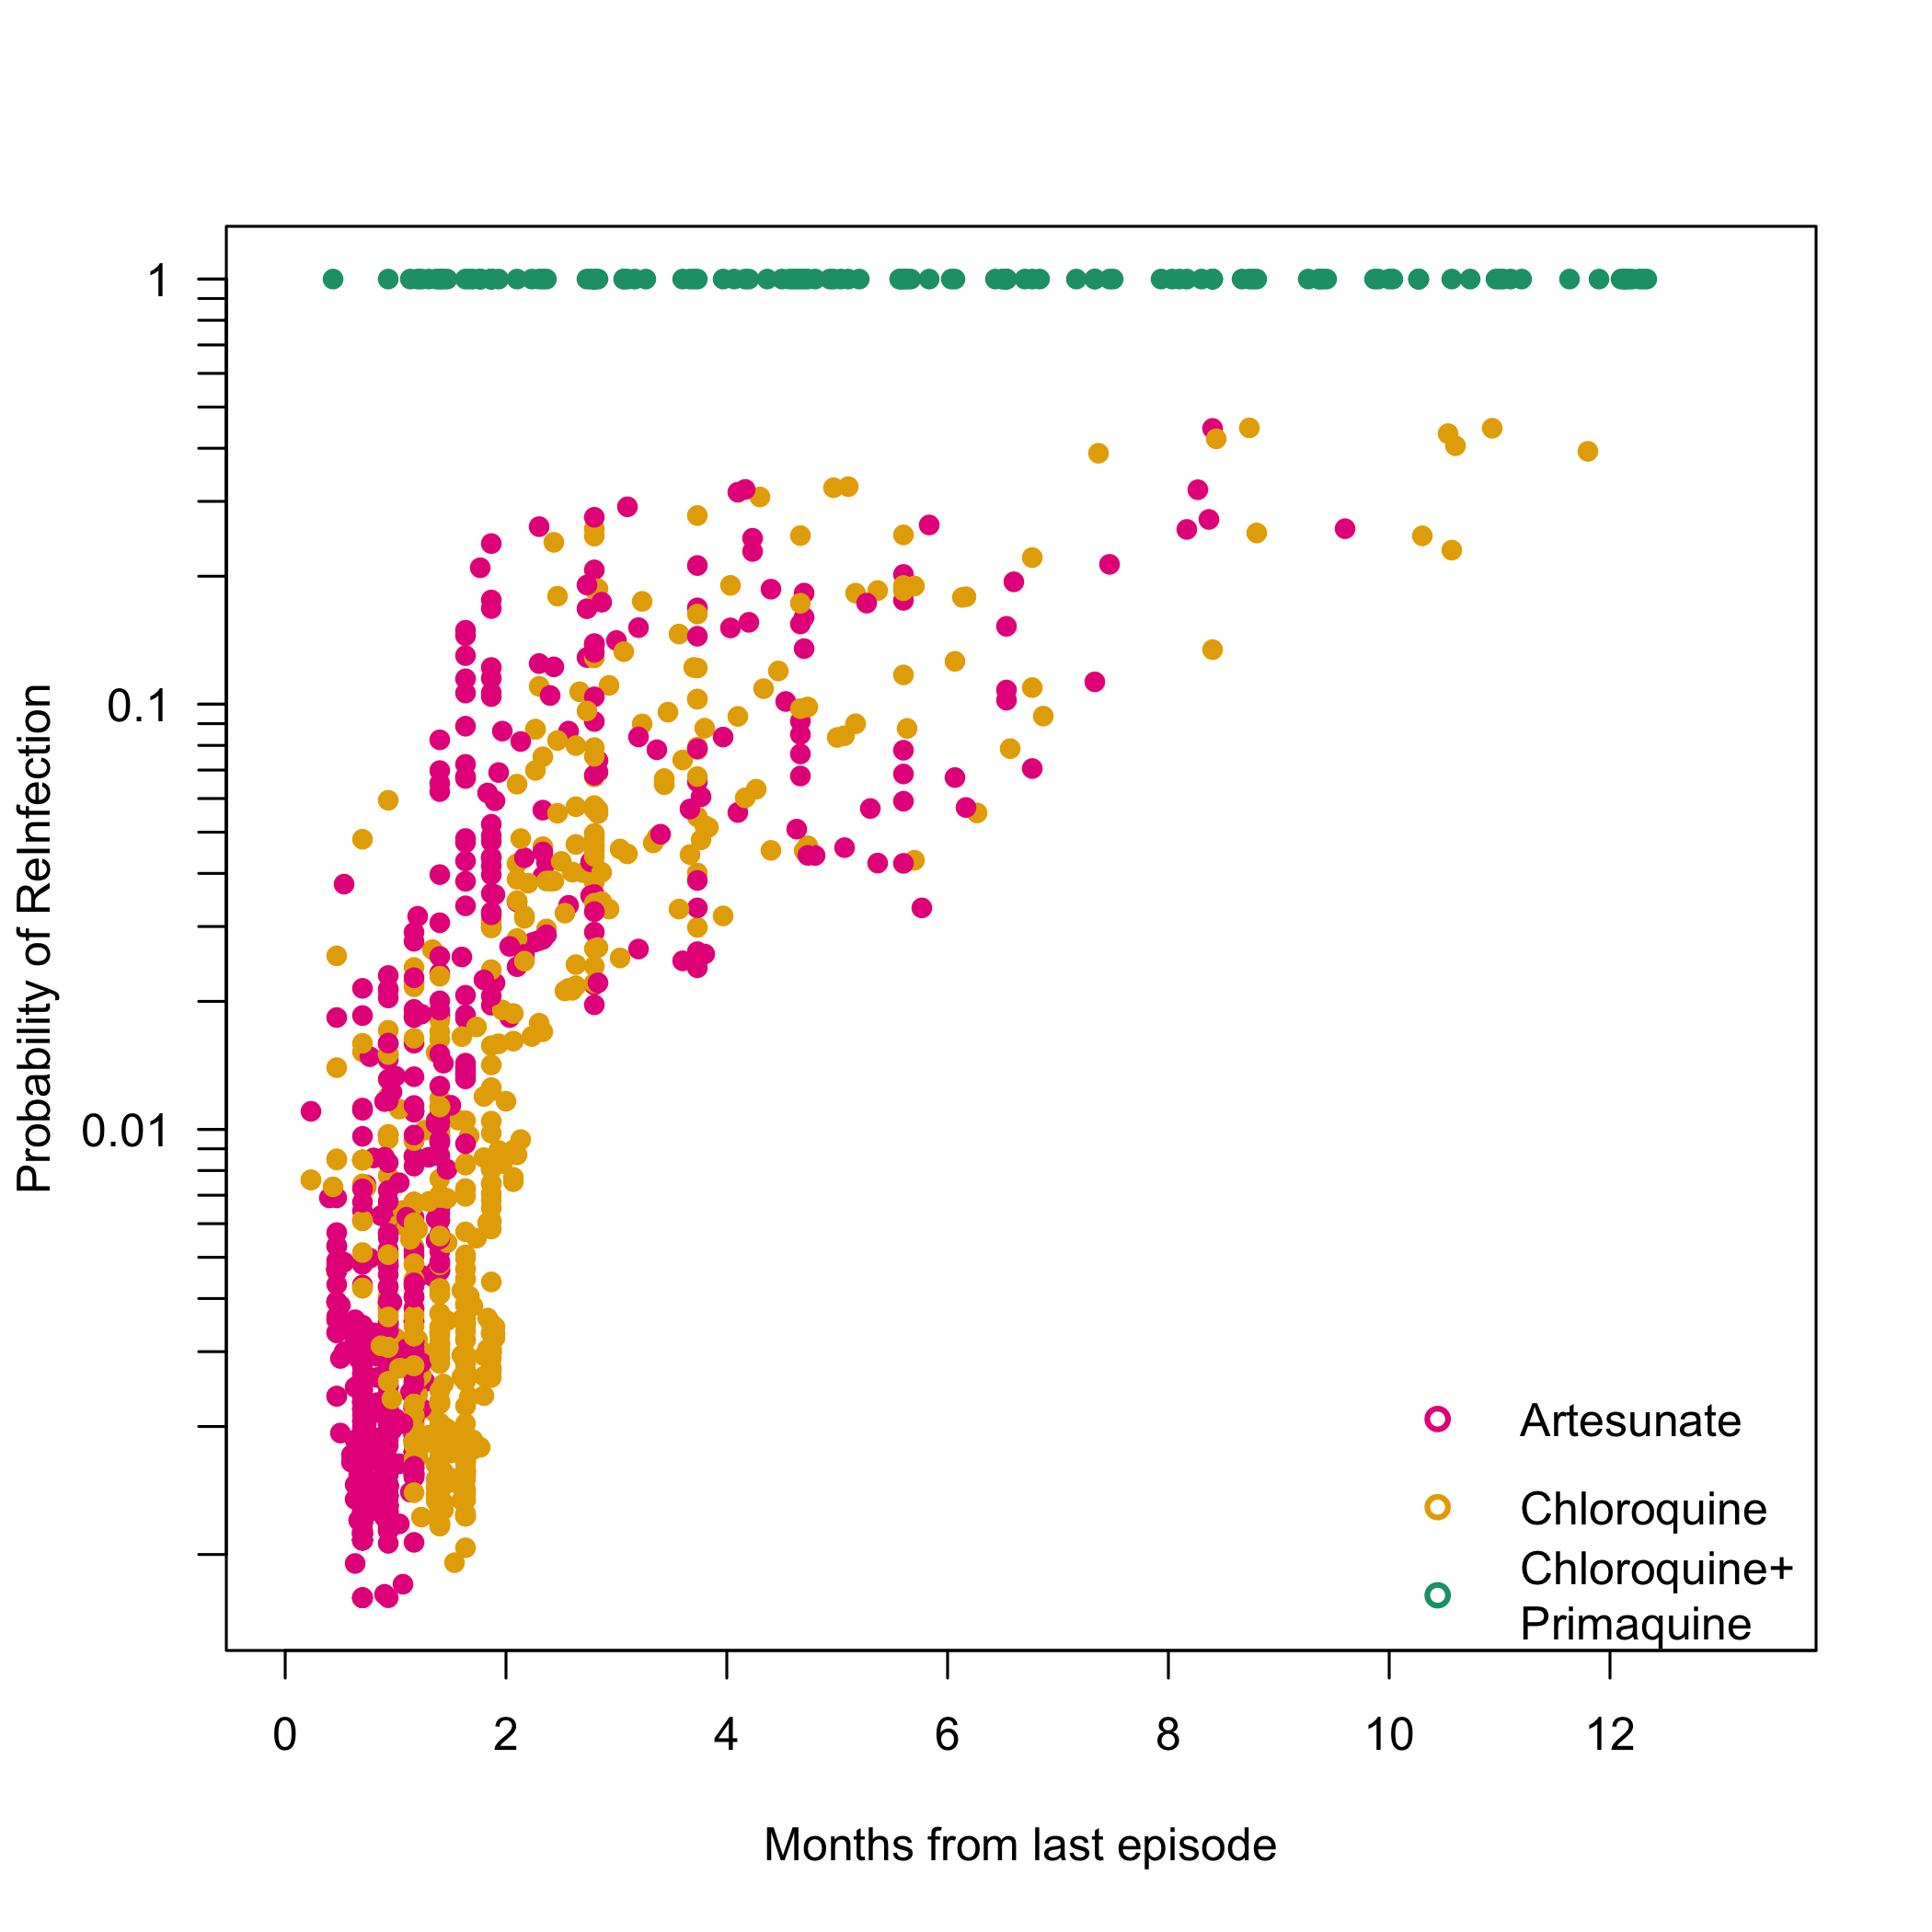 1
0.1
0.01
Probability of ReInfection
Artesunate
Chloroquine
Chloroquine+
Primaquine
0 2 4 6 8 10 12
Months from last episode